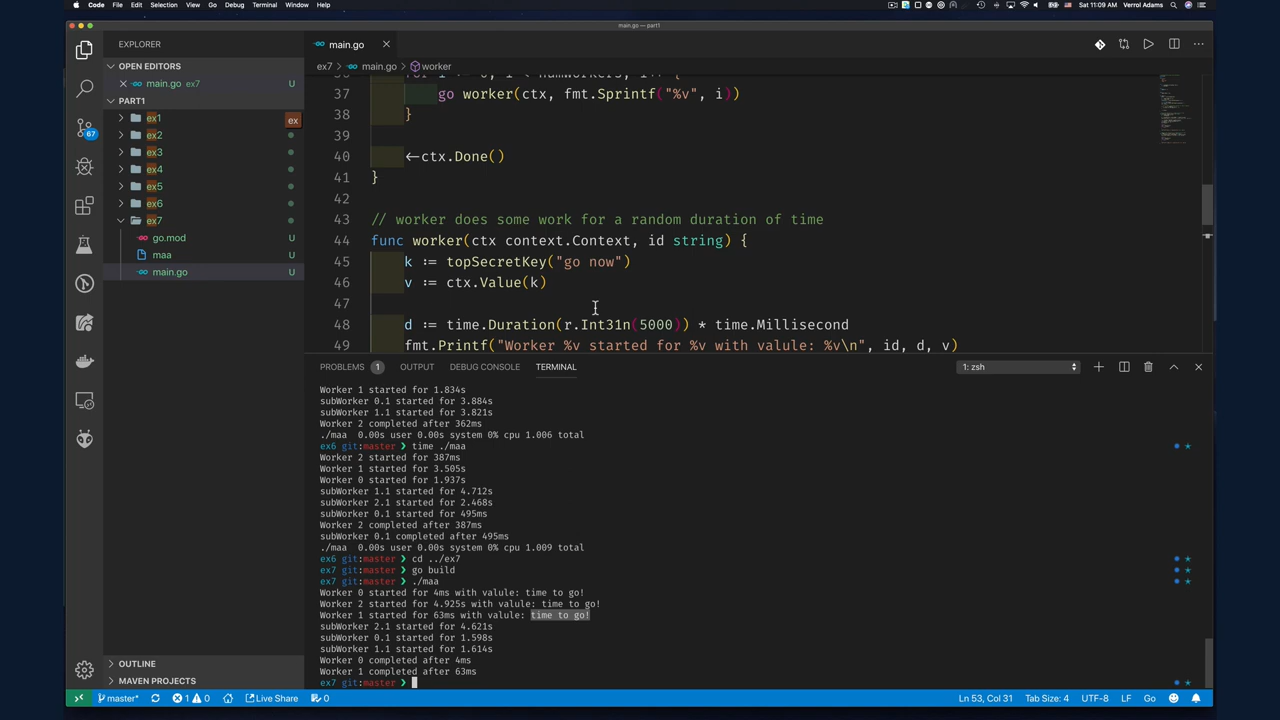 Code File Edit Selection View Go Debug Terminal Window Help
Sat 11:09 AM Verrol Adams
main.go — part1
EXPLORER
OPEN EDITORS
main.go ex7 U
PART1
ex1
ex
ex2
ex3
ex4
ex5
ex6
ex7
go.mod U
maa U
main.go U
OUTLINE
MAVEN PROJECTS
67
main.go
ex7 > main.go > worker
37 go worker(ctx, fmt.Sprintf("%v", i))
38 }
39
40 <-ctx.Done()
41 }
42
43 // worker does some work for a random duration of time
44 func worker(ctx context.Context, id string) {
45 k := topSecretKey("go now")
46 v := ctx.Value(k)
47
48 d := time.Duration(r.Int31n(5000)) * time.Millisecond
49 fmt.Printf("Worker %v started for %v with valule: %v\n", id, d, v)
PROBLEMS 1 OUTPUT DEBUG CONSOLE TERMINAL 1: zsh
Worker 1 started for 1.834s
subWorker 0.1 started for 3.884s
subWorker 1.1 started for 3.821s
Worker 2 completed after 362ms
./maa 0.00s user 0.00s system 0% cpu 1.006 total
ex6 git:master ❯ time ./maa
Worker 2 started for 387ms
Worker 1 started for 3.505s
Worker 0 started for 1.937s
subWorker 1.1 started for 4.712s
subWorker 2.1 started for 2.468s
subWorker 0.1 started for 495ms
Worker 2 completed after 387ms
subWorker 0.1 completed after 495ms
./maa 0.00s user 0.00s system 0% cpu 1.009 total
ex6 git:master ❯ cd ../ex7
ex7 git:master ❯ go build
ex7 git:master ❯ ./maa
Worker 0 started for 4ms with valule: time to go!
Worker 2 started for 4.925s with valule: time to go!
Worker 1 started for 63ms with valule: time to go!
subWorker 2.1 started for 4.621s
subWorker 0.1 started for 1.598s
subWorker 1.1 started for 1.614s
Worker 0 completed after 4ms
Worker 1 completed after 63ms
ex7 git:master ❯
master* 1 0 Live Share 0 Ln 53, Col 31 Tab Size: 4 UTF-8 LF Go